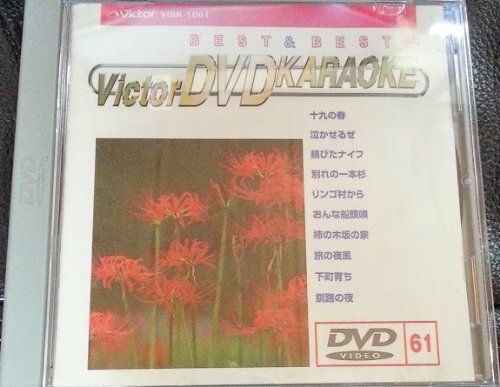 Victor VIBK-1061
BEST & BEST
Victor DVD KARAOKE
十九の春
泣かせるぜ
錆びたナイフ
別れの一本杉
リンゴ村から
おんな船頭唄
柿の木坂の家
旅の夜風
下町育ち
釧路の夜
DVD
VIDEO
61
DVD